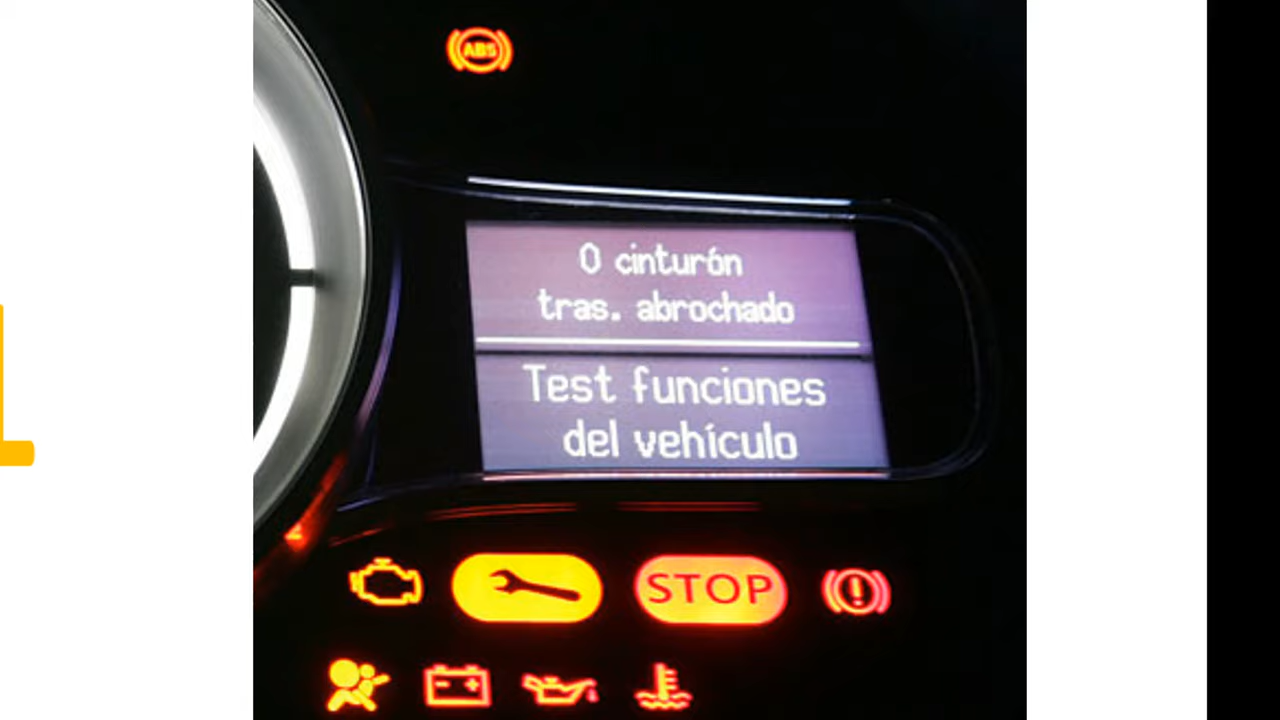 ABS
0 cinturón
tras. abrochado
Test funciones
del vehículo
STOP